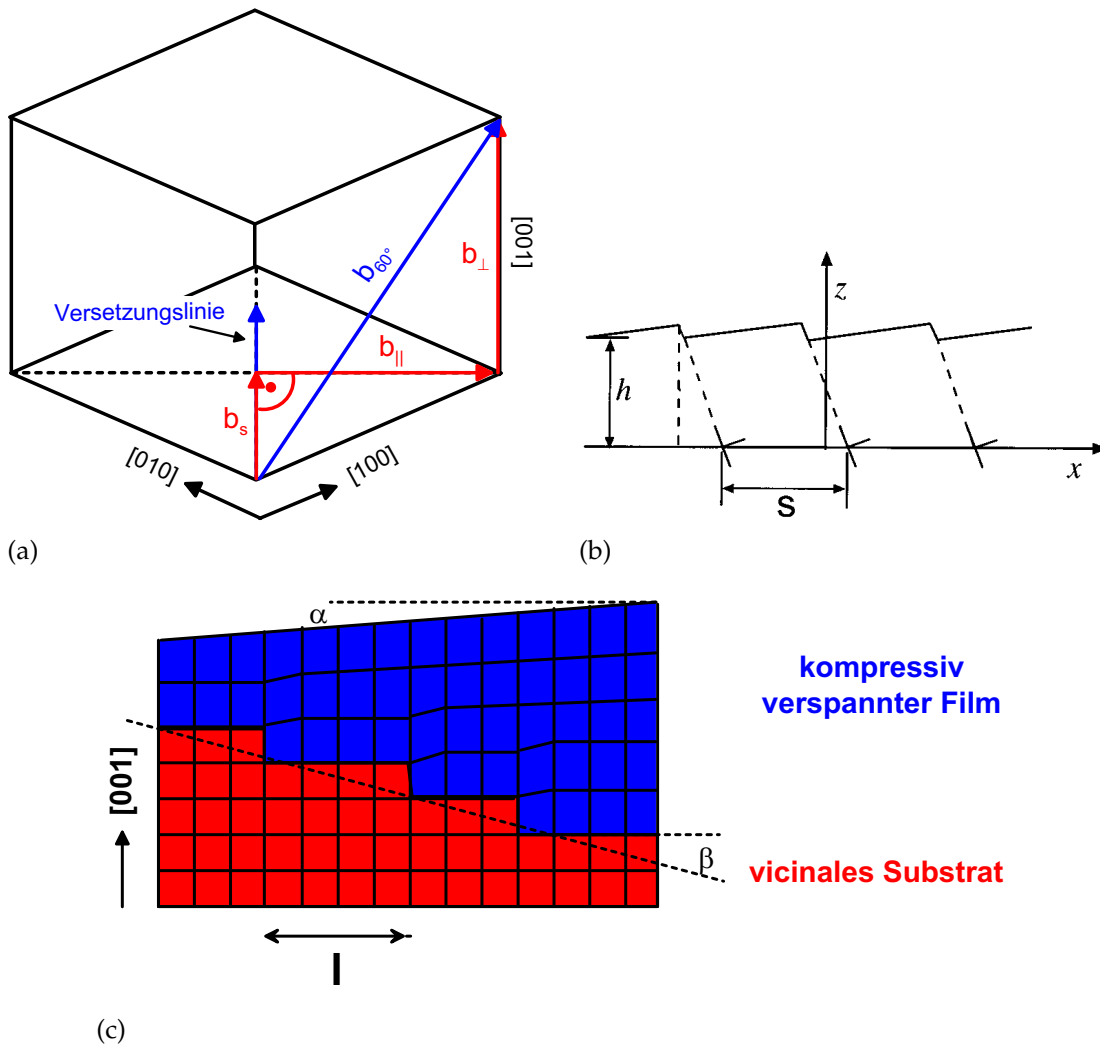 [001]
b60°
b⊥
Versetzungslinie
b||
bs
[010]
[100]
(a)
z
h
x
S
(b)
α
kompressiv
verspannter Film
[001]
β
vicinales Substrat
l
(c)